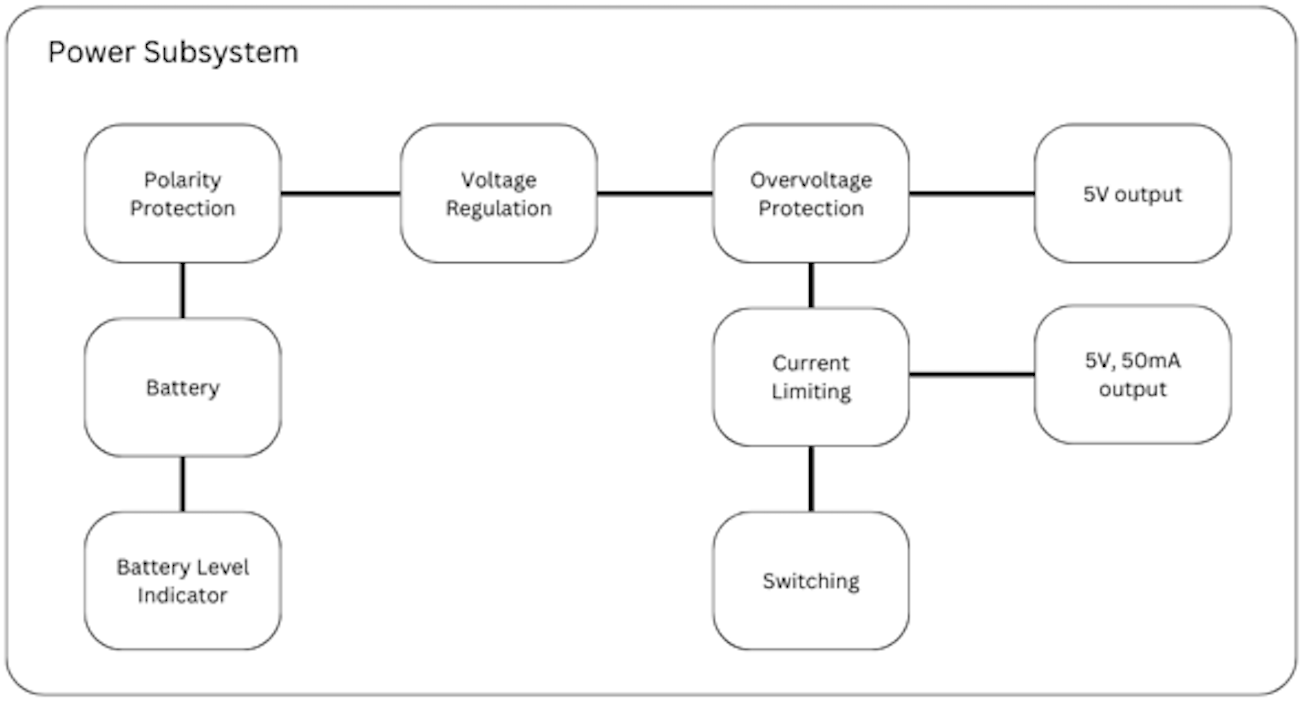 Power Subsystem
Polarity
Protection
Voltage
Regulation
Overvoltage
Protection
5V output
Battery
Current
Limiting
5V, 50mA
output
Battery Level
Indicator
Switching